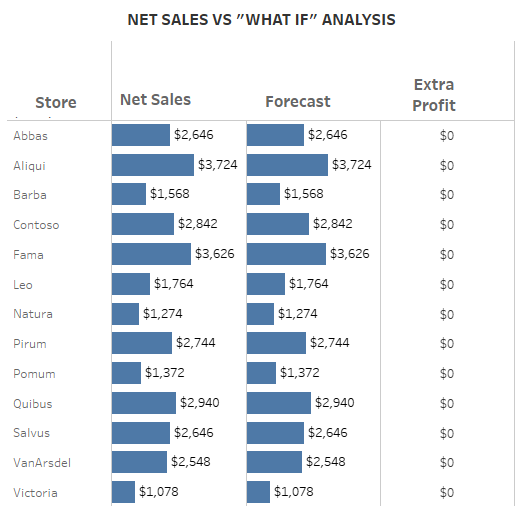 NET SALES VS ”WHAT IF” ANALYSIS
Store Net Sales Forecast Extra Profit
Abbas $2,646 $2,646 $0
Aliqui $3,724 $3,724 $0
Barba $1,568 $1,568 $0
Contoso $2,842 $2,842 $0
Fama $3,626 $3,626 $0
Leo $1,764 $1,764 $0
Natura $1,274 $1,274 $0
Pirum $2,744 $2,744 $0
Pomum $1,372 $1,372 $0
Quibus $2,940 $2,940 $0
Salvus $2,646 $2,646 $0
VanArsdel $2,548 $2,548 $0
Victoria $1,078 $1,078 $0